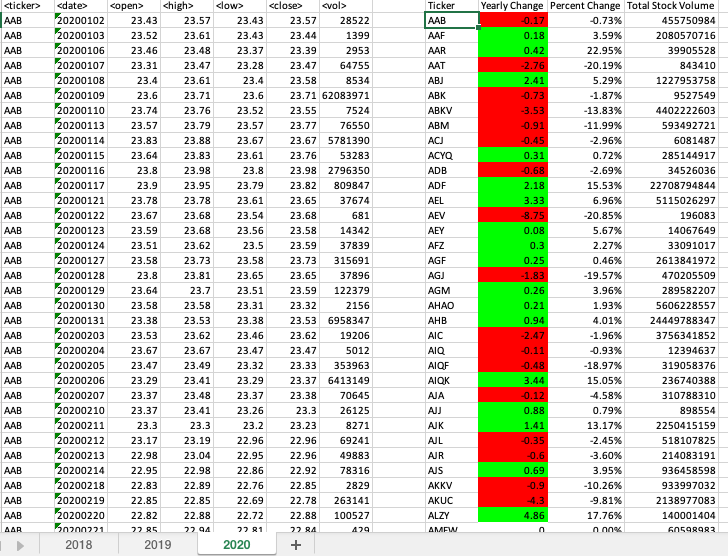 <ticker> <date> <open> <high> <low> <close> <vol> Ticker Yearly Change Percent Change Total Stock Volume
AAB 20200102 23.43 23.57 23.43 23.57 28522 AAB -0.17 -0.73% 455750984
AAB 20200103 23.52 23.61 23.43 23.44 1399 AAF 0.18 3.59% 2080570716
AAB 20200106 23.46 23.48 23.37 23.39 2953 AAR 0.42 22.95% 39905528
AAB 20200107 23.31 23.47 23.28 23.47 64755 AAT -2.76 -20.19% 843410
AAB 20200108 23.4 23.61 23.4 23.58 8534 ABJ 2.41 5.29% 1227953758
AAB 20200109 23.6 23.71 23.6 23.71 62083971 ABK -0.73 -1.87% 9527549
AAB 20200110 23.74 23.76 23.52 23.55 7524 ABKV -3.53 -13.83% 4402222603
AAB 20200113 23.57 23.79 23.57 23.77 76550 ABM -0.91 -11.99% 593492721
AAB 20200114 23.83 23.88 23.67 23.67 5781390 ACJ -0.45 -2.96% 6081487
AAB 20200115 23.64 23.83 23.61 23.76 53283 ACYQ 0.31 0.72% 285144917
AAB 20200116 23.8 23.98 23.8 23.98 2796350 ADB -0.68 -2.69% 34526036
AAB 20200117 23.9 23.95 23.79 23.82 809847 ADF 2.18 15.53% 22708794844
AAB 20200121 23.78 23.78 23.61 23.65 37674 AEL 3.33 6.96% 5115026297
AAB 20200122 23.67 23.68 23.54 23.68 681 AEV -8.75 -20.85% 196083
AAB 20200123 23.59 23.68 23.56 23.58 14342 AEY 0.08 5.67% 14067649
AAB 20200124 23.51 23.62 23.5 23.59 37839 AFZ 0.3 2.27% 33091017
AAB 20200127 23.58 23.73 23.58 23.73 315691 AGF 0.25 0.46% 2613841972
AAB 20200128 23.8 23.81 23.65 23.65 37896 AGJ -1.83 -19.57% 470205509
AAB 20200129 23.64 23.7 23.51 23.59 122379 AGM 0.26 3.96% 289582207
AAB 20200130 23.58 23.58 23.31 23.32 2156 AHAO 0.21 1.93% 5606228557
AAB 20200131 23.38 23.53 23.38 23.53 6958347 AHB 0.94 4.01% 24449788347
AAB 20200203 23.53 23.62 23.46 23.62 19206 AIC -2.47 -1.96% 3756341852
AAB 20200204 23.67 23.67 23.47 23.47 5012 AIQ -0.11 -0.93% 12394637
AAB 20200205 23.47 23.49 23.32 23.33 353963 AIQF -0.48 -18.97% 319058376
AAB 20200206 23.29 23.41 23.29 23.37 6413149 AIQK 3.44 15.05% 236740388
AAB 20200207 23.37 23.48 23.37 23.38 70645 AJA -0.12 -4.58% 310788310
AAB 20200210 23.37 23.41 23.26 23.3 26125 AJJ 0.88 0.79% 898554
AAB 20200211 23.3 23.3 23.2 23.23 8271 AJK 1.41 13.17% 2250415159
AAB 20200212 23.17 23.19 22.96 22.96 69241 AJL -0.35 -2.45% 518107825
AAB 20200213 22.98 23.04 22.95 22.96 49883 AJR -0.6 -3.60% 214083191
AAB 20200214 22.95 22.98 22.86 22.92 78316 AJS 0.69 3.95% 936458598
AAB 20200218 22.83 22.89 22.76 22.85 2829 AKKV -0.9 -10.26% 933997032
AAB 20200219 22.85 22.85 22.69 22.78 263141 AKUC -4.3 -9.81% 2138977083
AAB 20200220 22.82 22.88 22.72 22.88 100527 ALZY 4.86 17.76% 140001404
AAB 20200221 22.85 22.94 22.81 22.84 429 AMEW 0 0.00% 60598983
2018 2019 2020 +